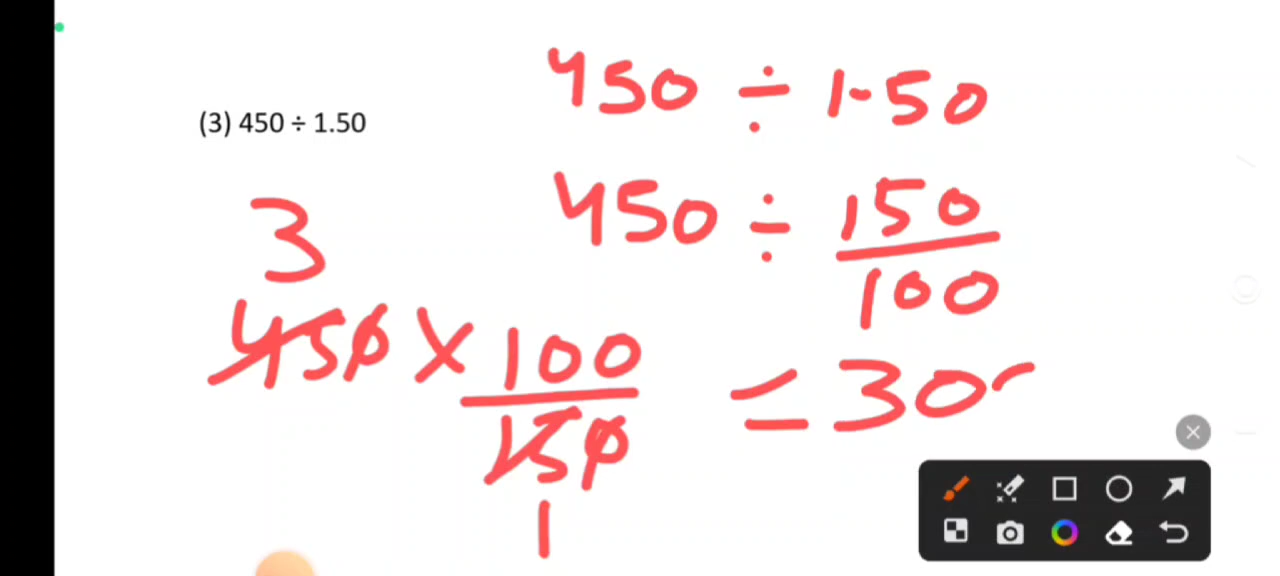 450 ÷ 1.50
(3) 450 ÷ 1.50
450 ÷ 150/100
3
450 × 100/150 = 300
1